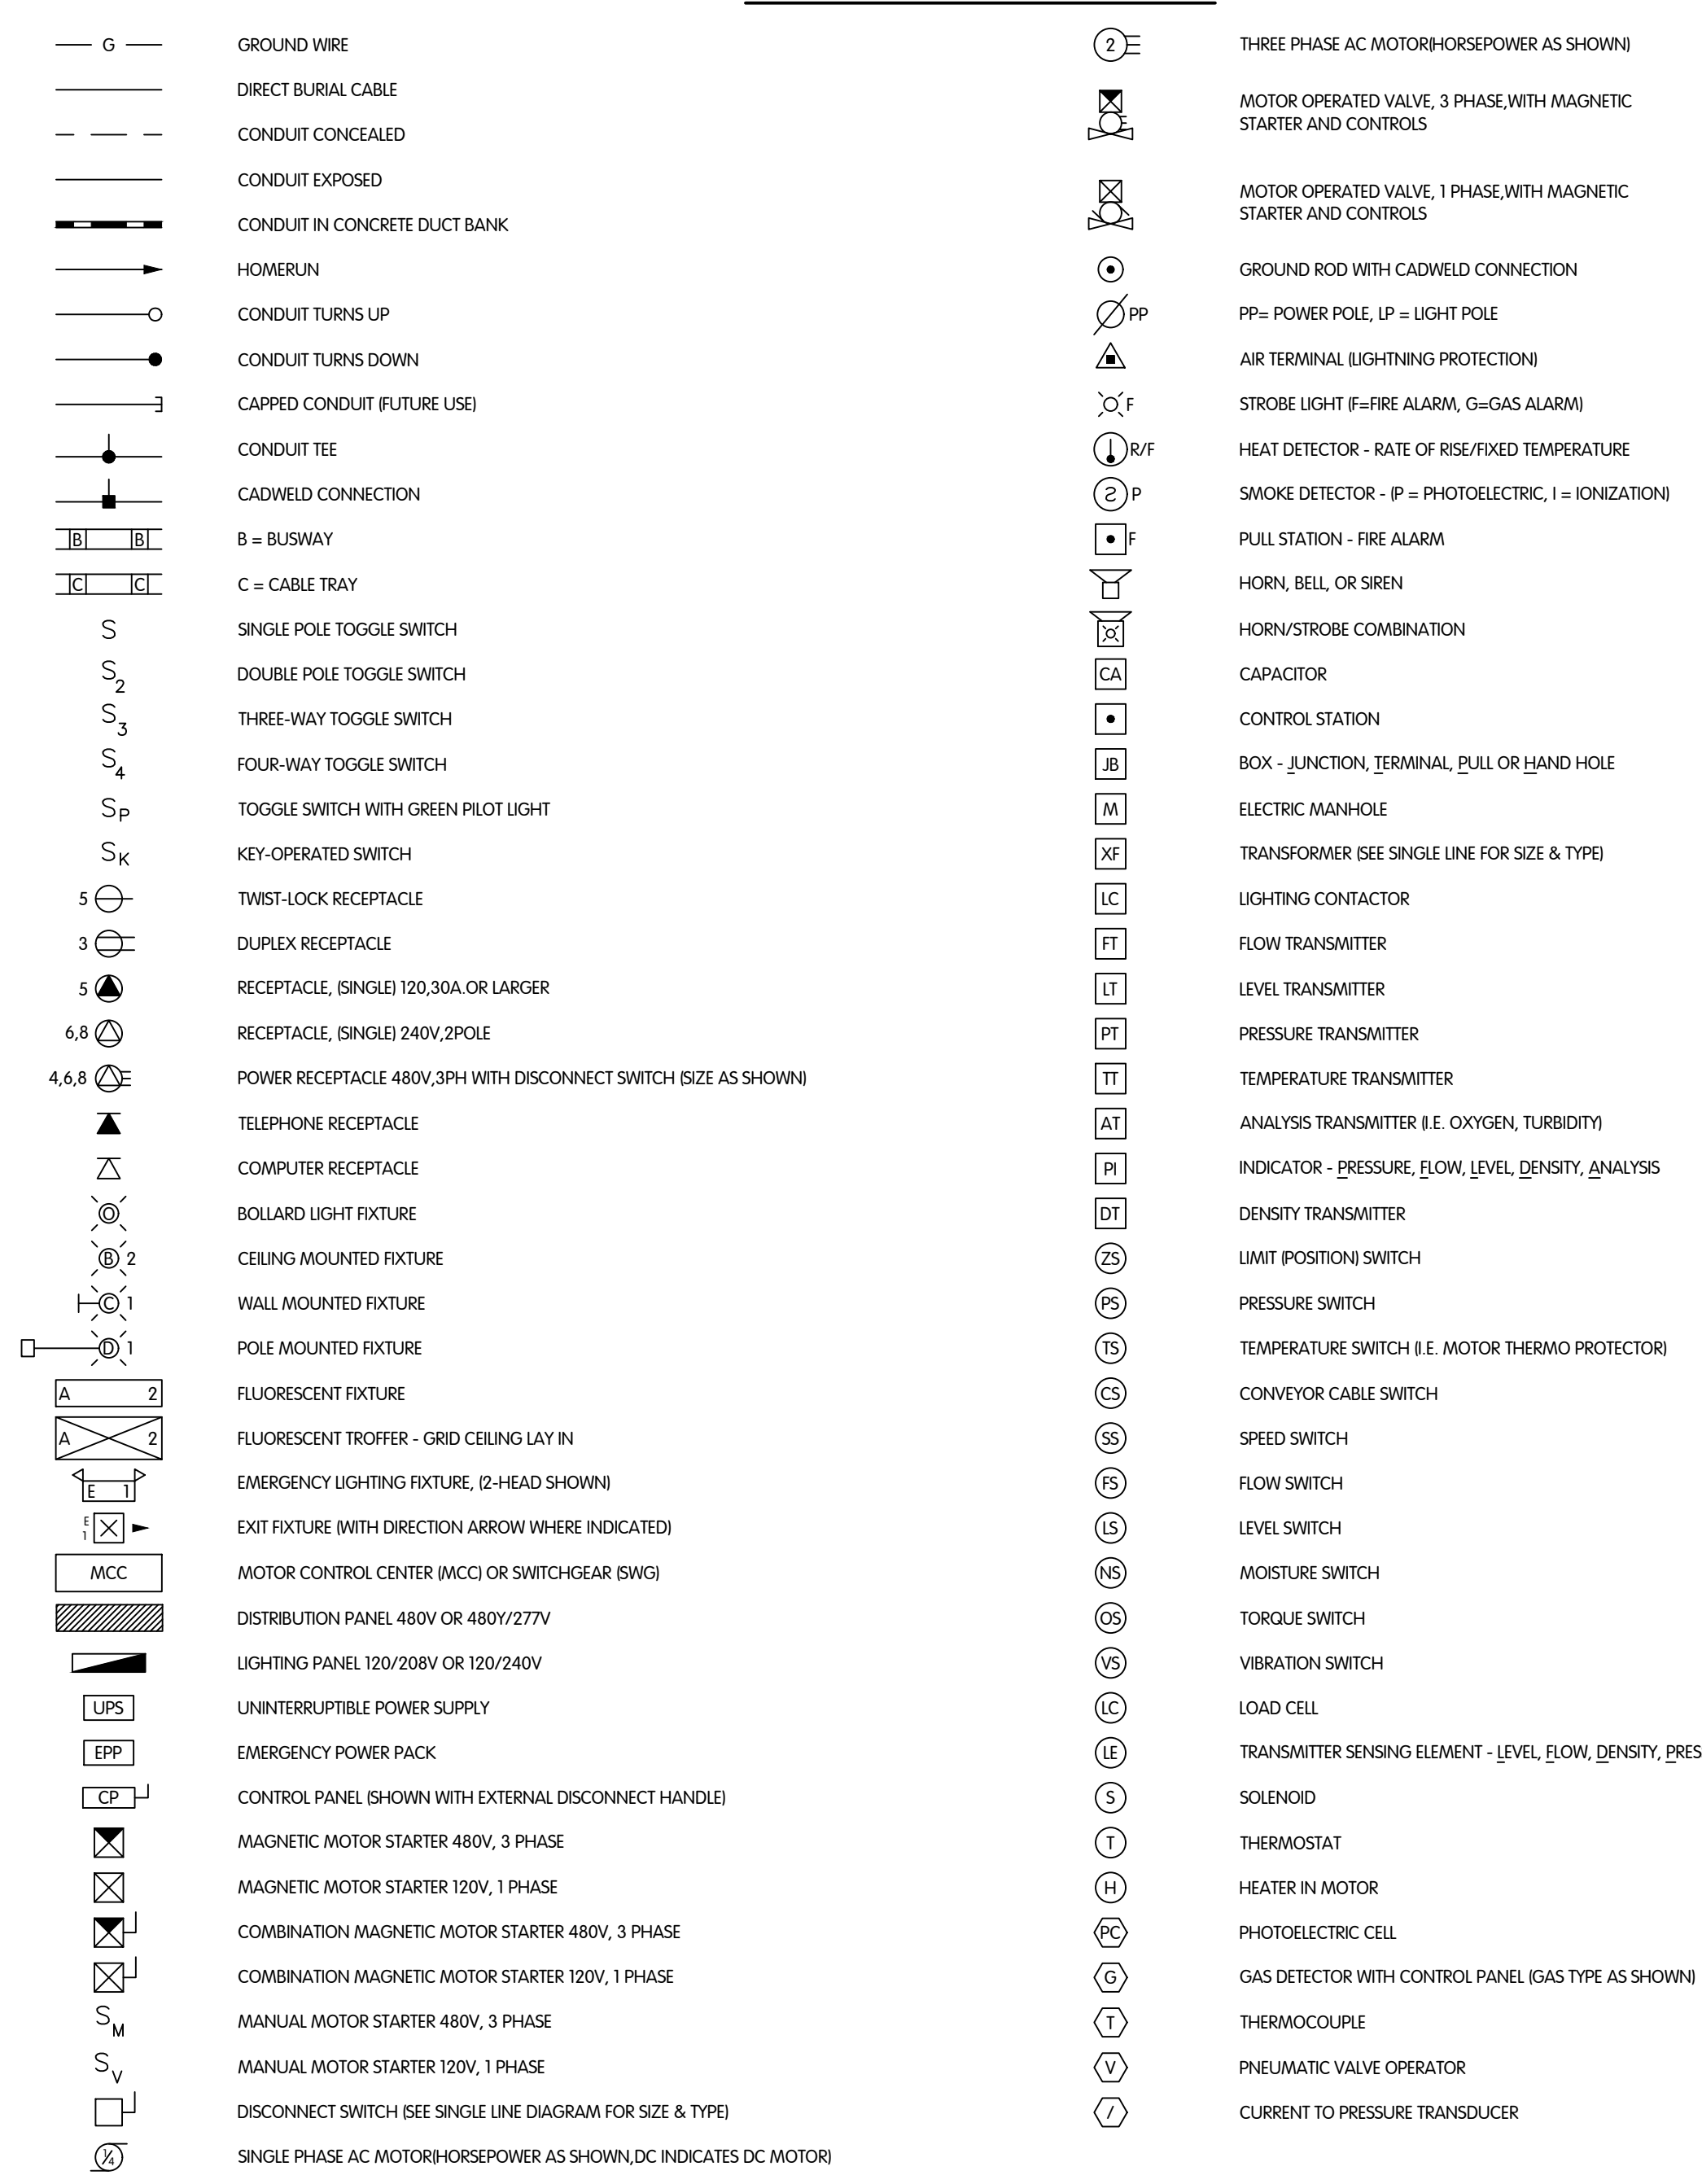 G GROUND WIRE
DIRECT BURIAL CABLE
CONDUIT CONCEALED
CONDUIT EXPOSED
CONDUIT IN CONCRETE DUCT BANK
HOMERUN
CONDUIT TURNS UP
CONDUIT TURNS DOWN
CAPPED CONDUIT (FUTURE USE)
CONDUIT TEE
CADWELD CONNECTION
B B B = BUSWAY
C C C = CABLE TRAY
S SINGLE POLE TOGGLE SWITCH
S2 DOUBLE POLE TOGGLE SWITCH
S3 THREE-WAY TOGGLE SWITCH
S4 FOUR-WAY TOGGLE SWITCH
SP TOGGLE SWITCH WITH GREEN PILOT LIGHT
SK KEY-OPERATED SWITCH
5 TWIST-LOCK RECEPTACLE
3 DUPLEX RECEPTACLE
5 RECEPTACLE, (SINGLE) 120,30A.OR LARGER
6,8 RECEPTACLE, (SINGLE) 240V,2POLE
4,6,8 POWER RECEPTACLE 480V,3PH WITH DISCONNECT SWITCH (SIZE AS SHOWN)
TELEPHONE RECEPTACLE
COMPUTER RECEPTACLE
O BOLLARD LIGHT FIXTURE
B 2 CEILING MOUNTED FIXTURE
C 1 WALL MOUNTED FIXTURE
D 1 POLE MOUNTED FIXTURE
A 2 FLUORESCENT FIXTURE
A 2 FLUORESCENT TROFFER - GRID CEILING LAY IN
E 1 EMERGENCY LIGHTING FIXTURE, (2-HEAD SHOWN)
E 1 EXIT FIXTURE (WITH DIRECTION ARROW WHERE INDICATED)
MCC MOTOR CONTROL CENTER (MCC) OR SWITCHGEAR (SWG)
DISTRIBUTION PANEL 480V OR 480Y/277V
LIGHTING PANEL 120/208V OR 120/240V
UPS UNINTERRUPTIBLE POWER SUPPLY
EPP EMERGENCY POWER PACK
CP CONTROL PANEL (SHOWN WITH EXTERNAL DISCONNECT HANDLE)
MAGNETIC MOTOR STARTER 480V, 3 PHASE
MAGNETIC MOTOR STARTER 120V, 1 PHASE
COMBINATION MAGNETIC MOTOR STARTER 480V, 3 PHASE
COMBINATION MAGNETIC MOTOR STARTER 120V, 1 PHASE
SM MANUAL MOTOR STARTER 480V, 3 PHASE
SV MANUAL MOTOR STARTER 120V, 1 PHASE
DISCONNECT SWITCH (SEE SINGLE LINE DIAGRAM FOR SIZE & TYPE)
1/4 SINGLE PHASE AC MOTOR(HORSEPOWER AS SHOWN,DC INDICATES DC MOTOR)
2 THREE PHASE AC MOTOR(HORSEPOWER AS SHOWN)
MOTOR OPERATED VALVE, 3 PHASE,WITH MAGNETIC
STARTER AND CONTROLS
MOTOR OPERATED VALVE, 1 PHASE,WITH MAGNETIC
STARTER AND CONTROLS
GROUND ROD WITH CADWELD CONNECTION
PP PP= POWER POLE, LP = LIGHT POLE
AIR TERMINAL (LIGHTNING PROTECTION)
F STROBE LIGHT (F=FIRE ALARM, G=GAS ALARM)
R/F HEAT DETECTOR - RATE OF RISE/FIXED TEMPERATURE
2 P SMOKE DETECTOR - (P = PHOTOELECTRIC, I = IONIZATION)
F PULL STATION - FIRE ALARM
HORN, BELL, OR SIREN
HORN/STROBE COMBINATION
CA CAPACITOR
CONTROL STATION
JB BOX - JUNCTION, TERMINAL, PULL OR HAND HOLE
M ELECTRIC MANHOLE
XF TRANSFORMER (SEE SINGLE LINE FOR SIZE & TYPE)
LC LIGHTING CONTACTOR
FT FLOW TRANSMITTER
LT LEVEL TRANSMITTER
PT PRESSURE TRANSMITTER
TT TEMPERATURE TRANSMITTER
AT ANALYSIS TRANSMITTER (I.E. OXYGEN, TURBIDITY)
PI INDICATOR - PRESSURE, FLOW, LEVEL, DENSITY, ANALYSIS
DT DENSITY TRANSMITTER
ZS LIMIT (POSITION) SWITCH
PS PRESSURE SWITCH
TS TEMPERATURE SWITCH (I.E. MOTOR THERMO PROTECTOR)
CS CONVEYOR CABLE SWITCH
SS SPEED SWITCH
FS FLOW SWITCH
LS LEVEL SWITCH
NS MOISTURE SWITCH
OS TORQUE SWITCH
VS VIBRATION SWITCH
LC LOAD CELL
LE TRANSMITTER SENSING ELEMENT - LEVEL, FLOW, DENSITY, PRES
S SOLENOID
T THERMOSTAT
H HEATER IN MOTOR
PC PHOTOELECTRIC CELL
G GAS DETECTOR WITH CONTROL PANEL (GAS TYPE AS SHOWN)
T THERMOCOUPLE
V PNEUMATIC VALVE OPERATOR
/ CURRENT TO PRESSURE TRANSDUCER